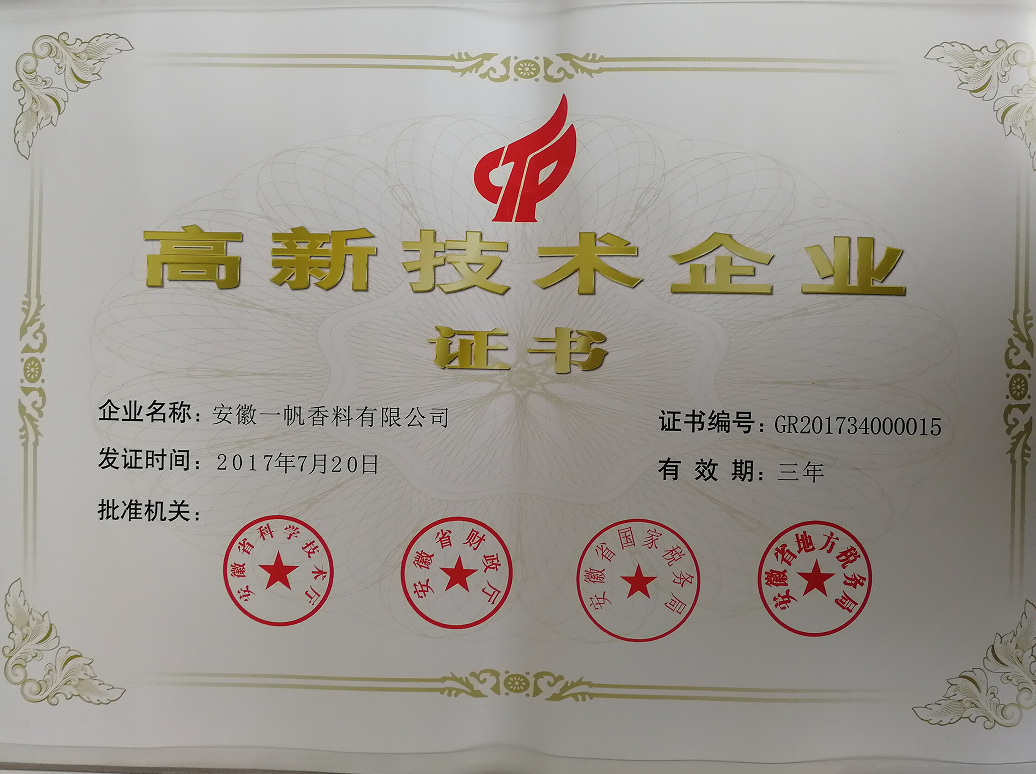 高新技术企业
证书
企业名称：安徽一帆香料有限公司
证书编号：GR201734000015
发证时间：2017年7月20日
有效期：三年
批准机关：
安徽省科学技术厅
安徽省财政厅
安徽省国家税务局
安徽省地方税务局